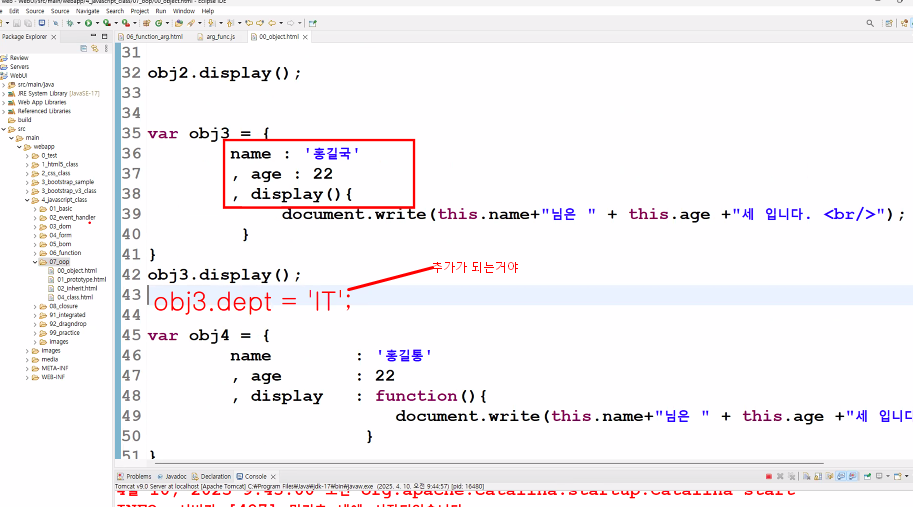 Web - WebUI/src/main/webapp/4_javascript_class/07_oop/00_object.html - Eclipse IDE
File Edit Source Navigate Search Project Run Window Help
Package Explorer
06_function_arg.html
arg_func.js
00_object.html
Review
Servers
WebUI
src/main/java
JRE System Library [JavaSE-17]
Web App Libraries
Referenced Libraries
build
src
main
webapp
0_test
1_html5_class
2_css_class
3_bootstrap_sample
3_bootstrap_v3_class
4_javascript_class
01_basic
02_event_handler
03_dom
04_form
05_bom
06_function
07_oop
00_object.html
01_prototype.html
02_inherit.html
04_class.html
08_closure
91_integrated
92_dragndrop
99_practice
images
images
media
META-INF
WEB-INF
31
32 obj2.display();
33
34
35 var obj3 = {
36 name : '홍길국'
37 , age : 22
38 , display(){
39 document.write(this.name+"님은 " + this.age +"세 입니다. <br/>");
40 }
41 }
42 obj3.display();
추가가 되는거야
43 obj3.dept = 'IT';
44
45 var obj4 = {
46 name : '홍길통'
47 , age : 22
48 , display : function(){
49 document.write(this.name+"님은 " + this.age +"세 입니다
50 }
51 }
Problems Javadoc Declaration Console
Tomcat v9.0 Server at localhost [Apache Tomcat] C:\Program Files\Java\jdk-17\bin\javaw.exe (2025. 4. 10. 오전 9:44:57) [pid: 16480]
4월 10, 2025 9:45:00 오전 org.apache.catalina.startup.Catalina start